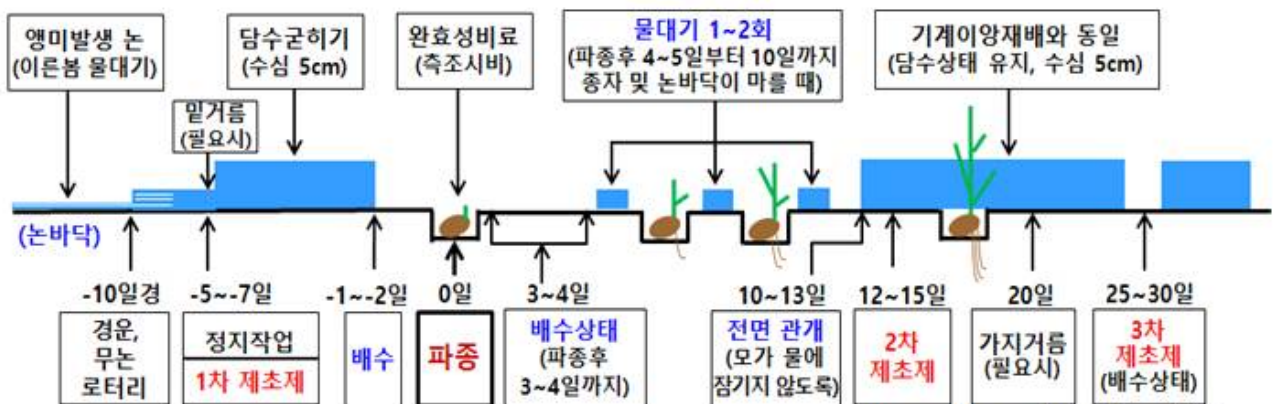 앵미발생 논
(이른봄 물대기)
담수굳히기
(수심 5cm)
완효성비료
(측조시비)
물대기 1~2회
(파종후 4~5일부터 10일까지
종자 및 논바닥이 마를 때)
기계이앙재배와 동일
(담수상태 유지, 수심 5cm)
밑거름
(필요시)
(논바닥)
-10일경
경운,
무논
로터리
-5~-7일
정지작업
1차 제초제
-1~-2일
배수
0일
파종
3~4일
배수상태
(파종후
3~4일까지)
10~13일
전면 관개
(모가 물에
잠기지 않도록)
12~15일
2차
제초제
20일
가지거름
(필요시)
25~30일
3차
제초제
(배수상태)